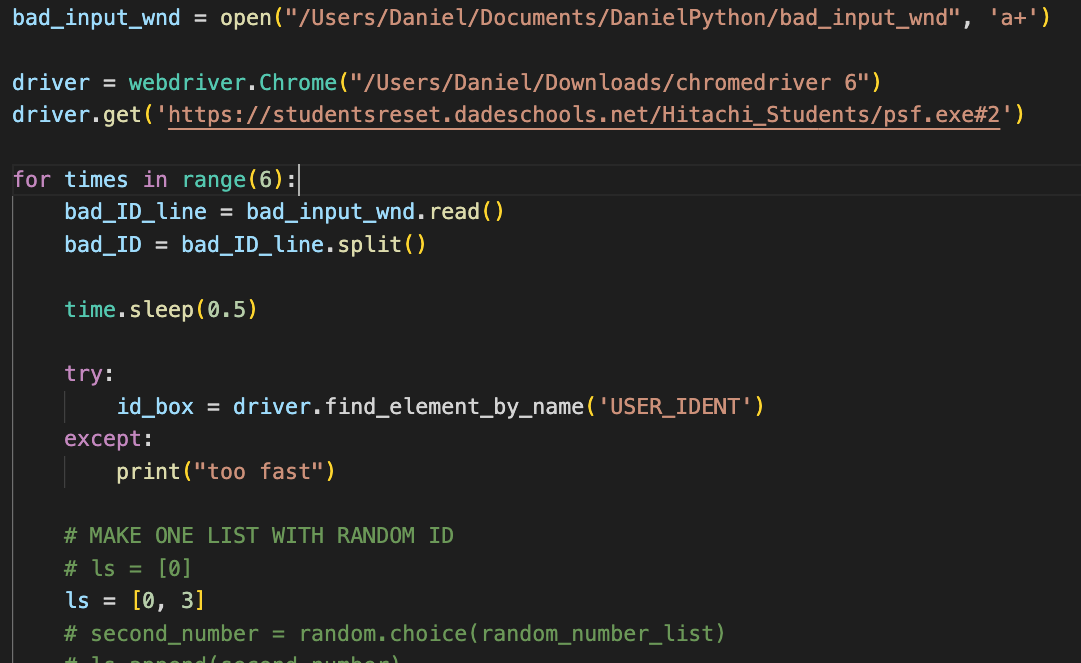 bad_input_wnd = open("/Users/Daniel/Documents/DanielPython/bad_input_wnd", 'a+')
driver = webdriver.Chrome("/Users/Daniel/Downloads/chromedriver 6")
driver.get('https://studentsreset.dadeschools.net/Hitachi_Students/psf.exe#2')
for times in range(6):
bad_ID_line = bad_input_wnd.read()
bad_ID = bad_ID_line.split()
time.sleep(0.5)
try:
id_box = driver.find_element_by_name('USER_IDENT')
except:
print("too fast")
# MAKE ONE LIST WITH RANDOM ID
# ls = [0]
ls = [0, 3]
# second_number = random.choice(random_number_list)
# ls.append(second_number)